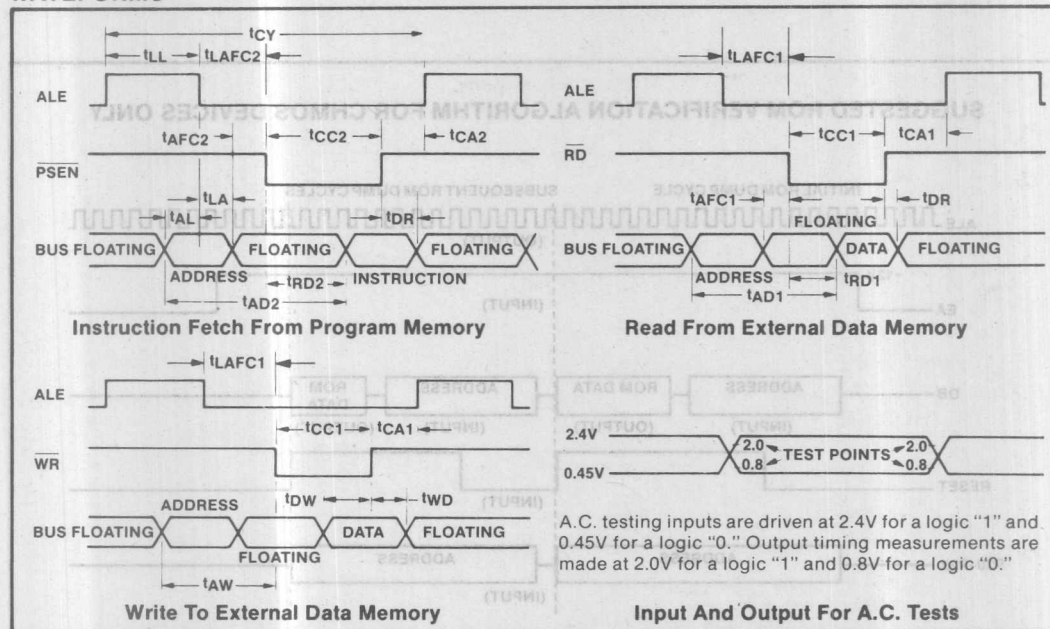 tCY
tLL tLAFC2
ALE
tAFC2 tCC2 tCA2
PSEN
tLA
tAL tDR
BUS FLOATING FLOATING FLOATING
ADDRESS tRD2 INSTRUCTION
tAD2
Instruction Fetch From Program Memory
tLAFC1
ALE
tCC1 tCA1
RD
tAFC1 tDR
FLOATING
BUS FLOATING DATA FLOATING
ADDRESS tRD1
tAD1
Read From External Data Memory
tLAFC1
ALE
tCC1 tCA1
WR
ADDRESS tDW tWD
BUS FLOATING DATA FLOATING
FLOATING
tAW
Write To External Data Memory
2.4V
2.0 TEST POINTS 2.0
0.8 0.8
0.45V
A.C. testing inputs are driven at 2.4V for a logic “1” and
0.45V for a logic “0.” Output timing measurements are
made at 2.0V for a logic “1” and 0.8V for a logic “0.”
Input And Output For A.C. Tests